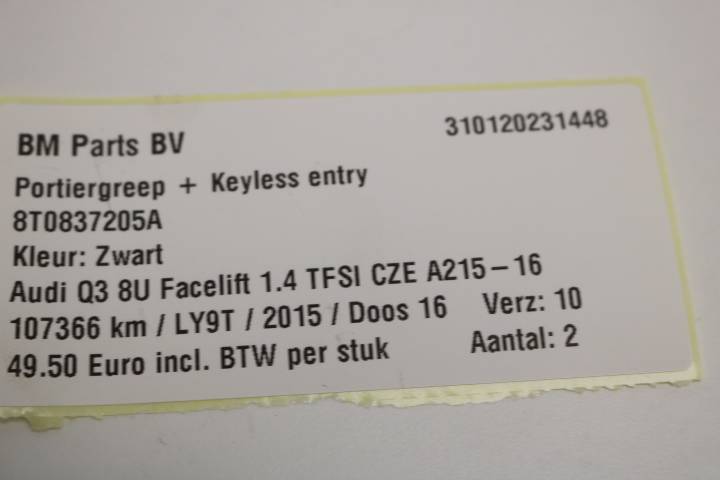 BM Parts BV 310120231448
Portiergreep + Keyless entry
8T0837205A
Kleur: Zwart
Audi Q3 8U Facelift 1.4 TFSI CZE A215-16
107366 km / LY9T / 2015 / Doos 16 Verz: 10
49.50 Euro incl. BTW per stuk Aantal: 2